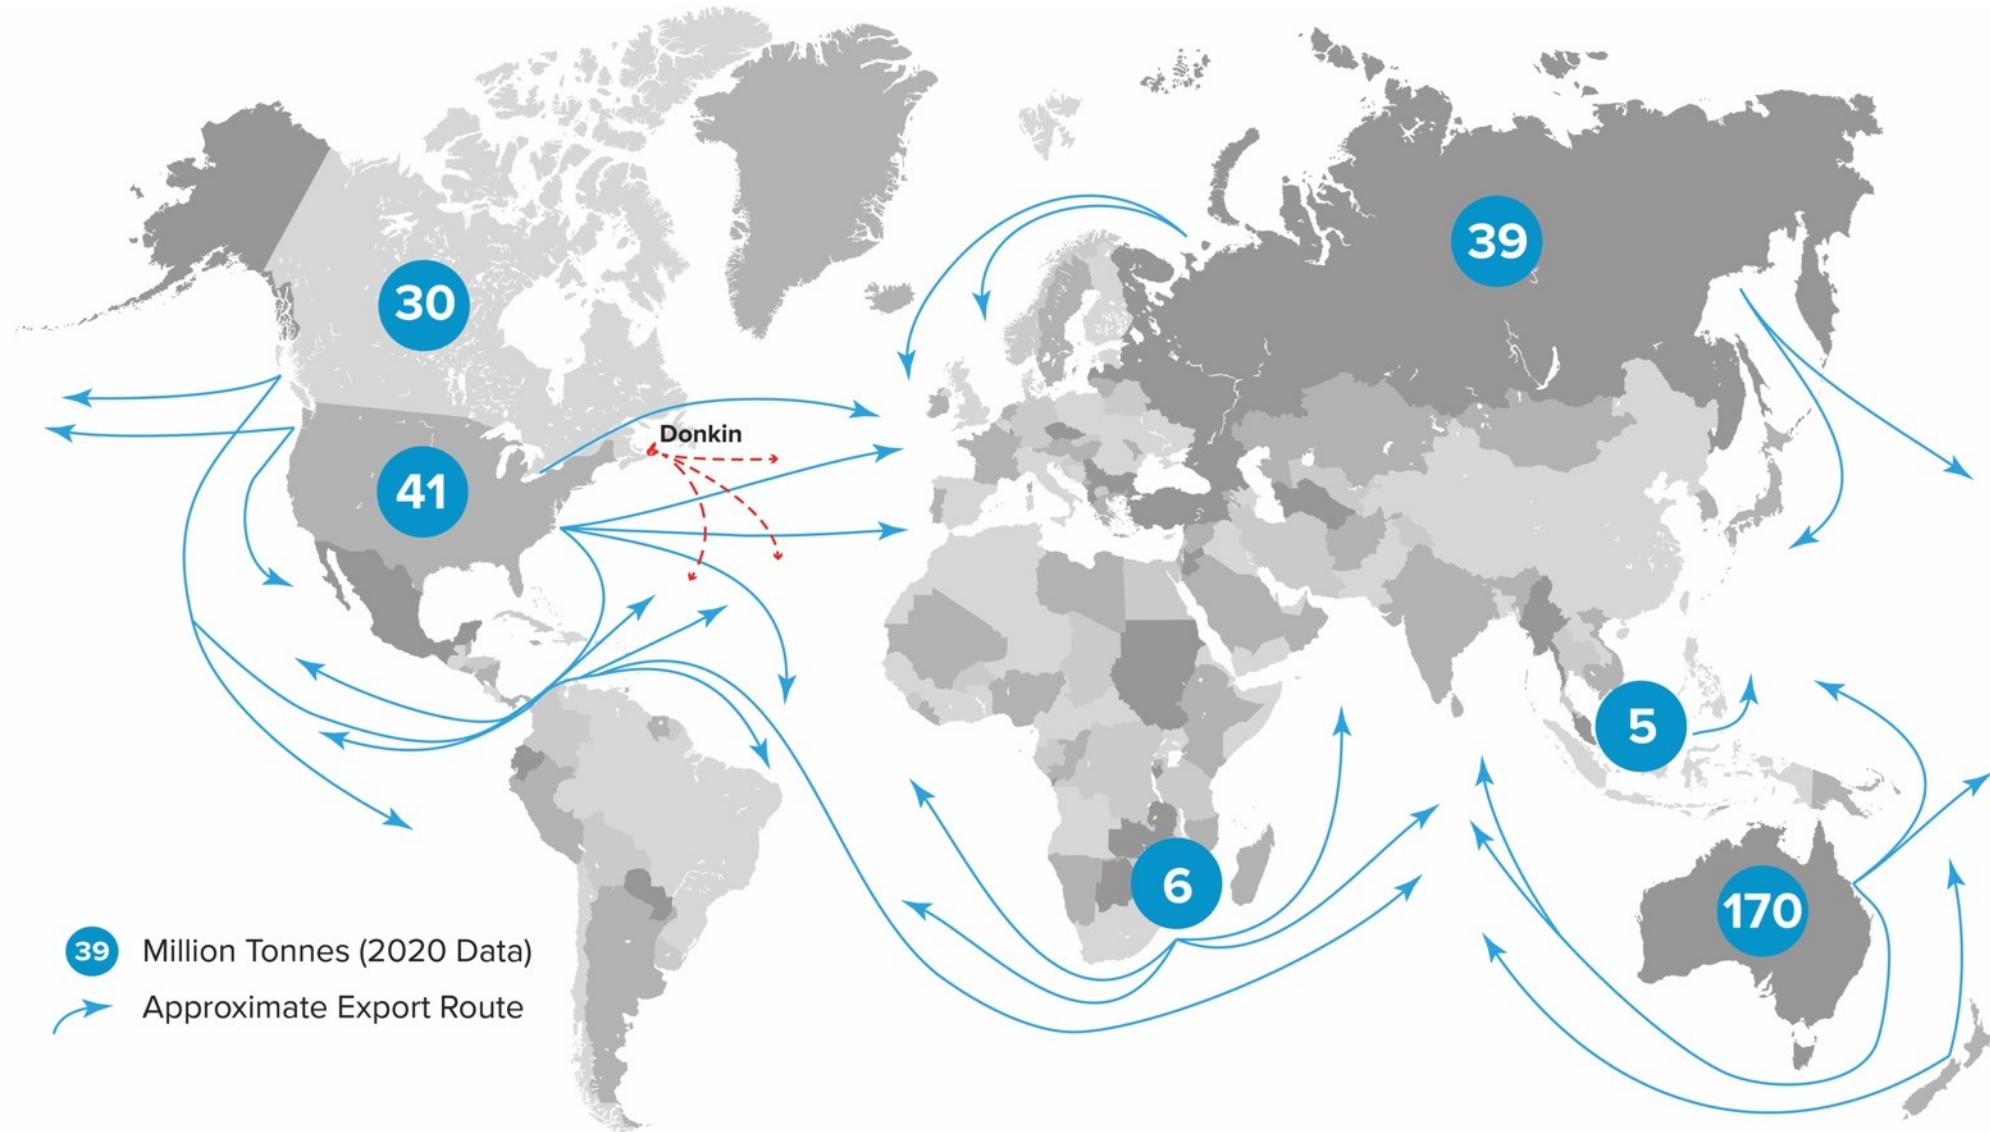 39
30
Donkin
41
5
6
170
39 Million Tonnes (2020 Data)
Approximate Export Route